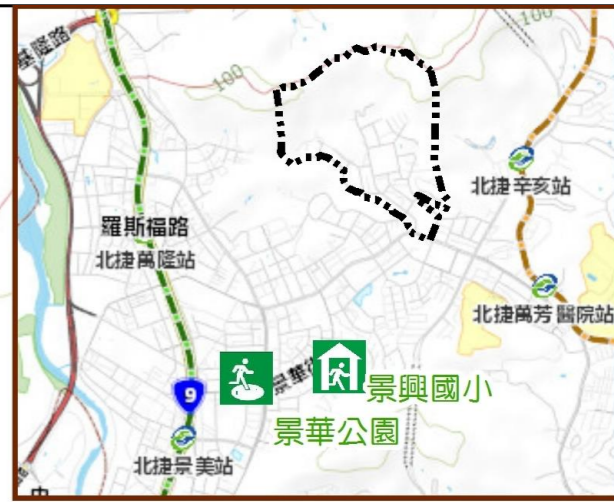 基隆路
100
100
北捷辛亥站
羅斯福路
北捷萬隆站
北捷萬芳醫院站
9
景華街
景興國小
景華公園
北捷景美站